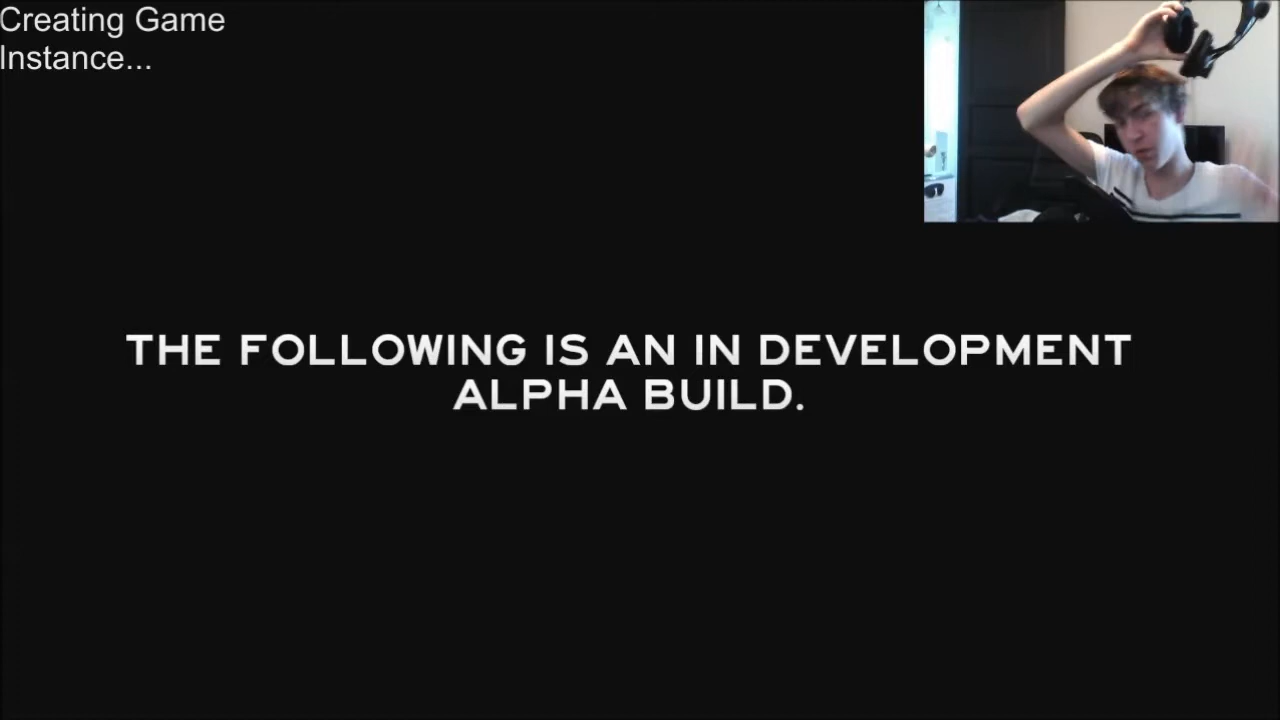 Creating Game
Instance...
THE FOLLOWING IS AN IN DEVELOPMENT
ALPHA BUILD.